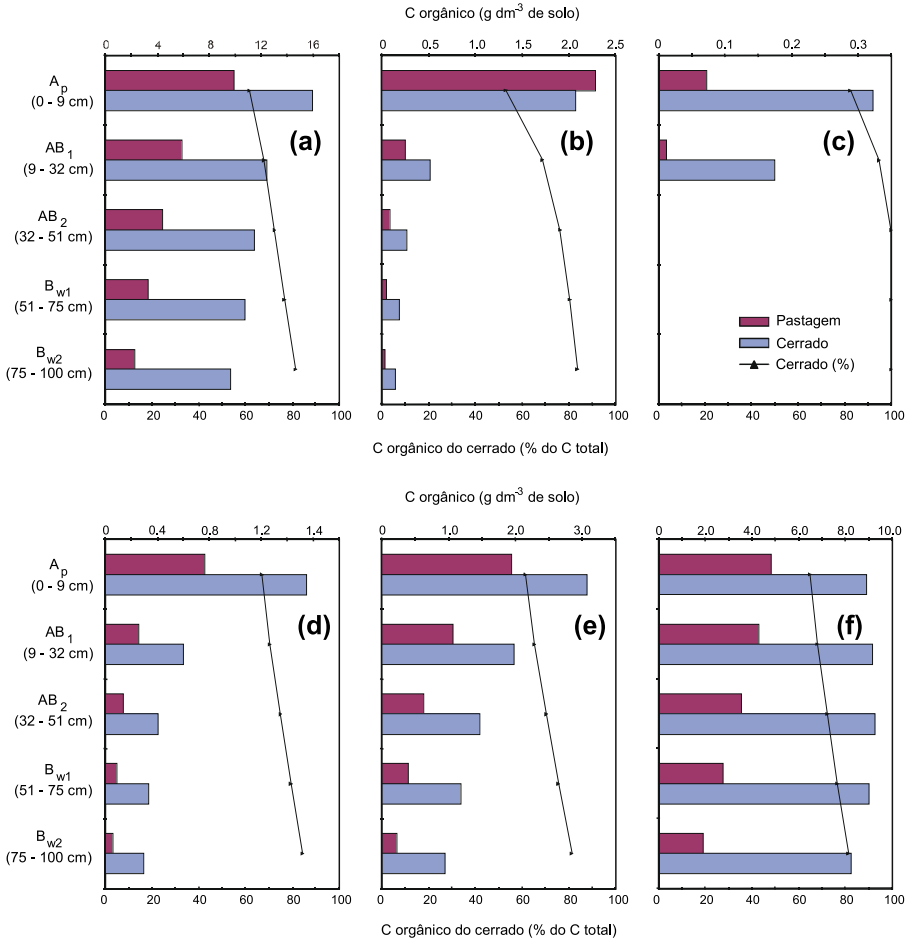 C orgânico (g dm-3 de solo)
0 4 6 10 14 16
0 0.5 1.0 1.5 2.0 2.5
0 0.1 0.2 0.3
Ap
(0 - 9 cm)
AB1
(9 - 32 cm)
AB2
(32 - 51 cm)
Bw1
(51 - 75 cm)
Bw2
(75 - 100 cm)
(a)
(b)
(c)
Pastagem
Cerrado
Cerrado (%)
0 20 40 60 80 100
0 20 40 60 80 100
0 20 40 60 80 100
C orgânico do cerrado (% do C total)
C orgânico (g dm-3 de solo)
0 0.4 0.8 1.2 1.4
0 1.0 2.0 3.0
0 2.0 4.0 6.0 8.0 10.0
Ap
(0 - 9 cm)
AB1
(9 - 32 cm)
AB2
(32 - 51 cm)
Bw1
(51 - 75 cm)
Bw2
(75 - 100 cm)
(d)
(e)
(f)
0 20 40 60 80 100
0 20 40 60 80 100
0 20 40 60 80 100
C orgânico do cerrado (% do C total)